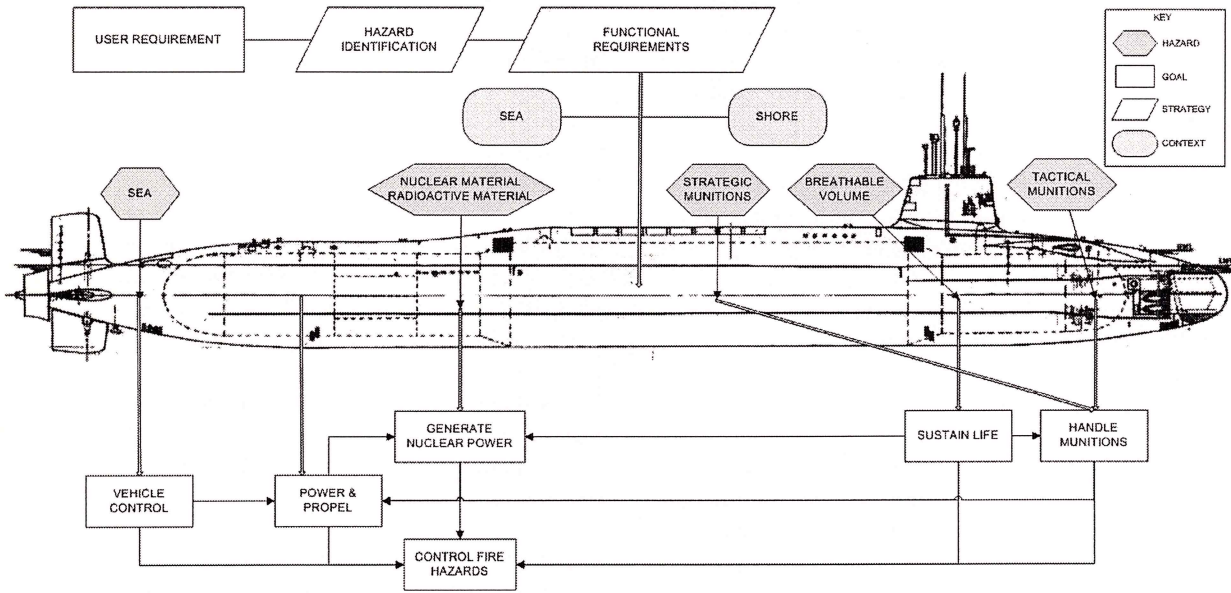 USER REQUIREMENT
HAZARD
IDENTIFICATION
FUNCTIONAL
REQUIREMENTS
KEY
HAZARD
GOAL
STRATEGY
CONTEXT
SEA
SHORE
SEA
NUCLEAR MATERIAL
RADIOACTIVE MATERIAL
STRATEGIC
MUNITIONS
BREATHABLE
VOLUME
TACTICAL
MUNITIONS
GENERATE
NUCLEAR POWER
SUSTAIN LIFE
HANDLE
MUNITIONS
VEHICLE
CONTROL
POWER &
PROPEL
CONTROL FIRE
HAZARDS